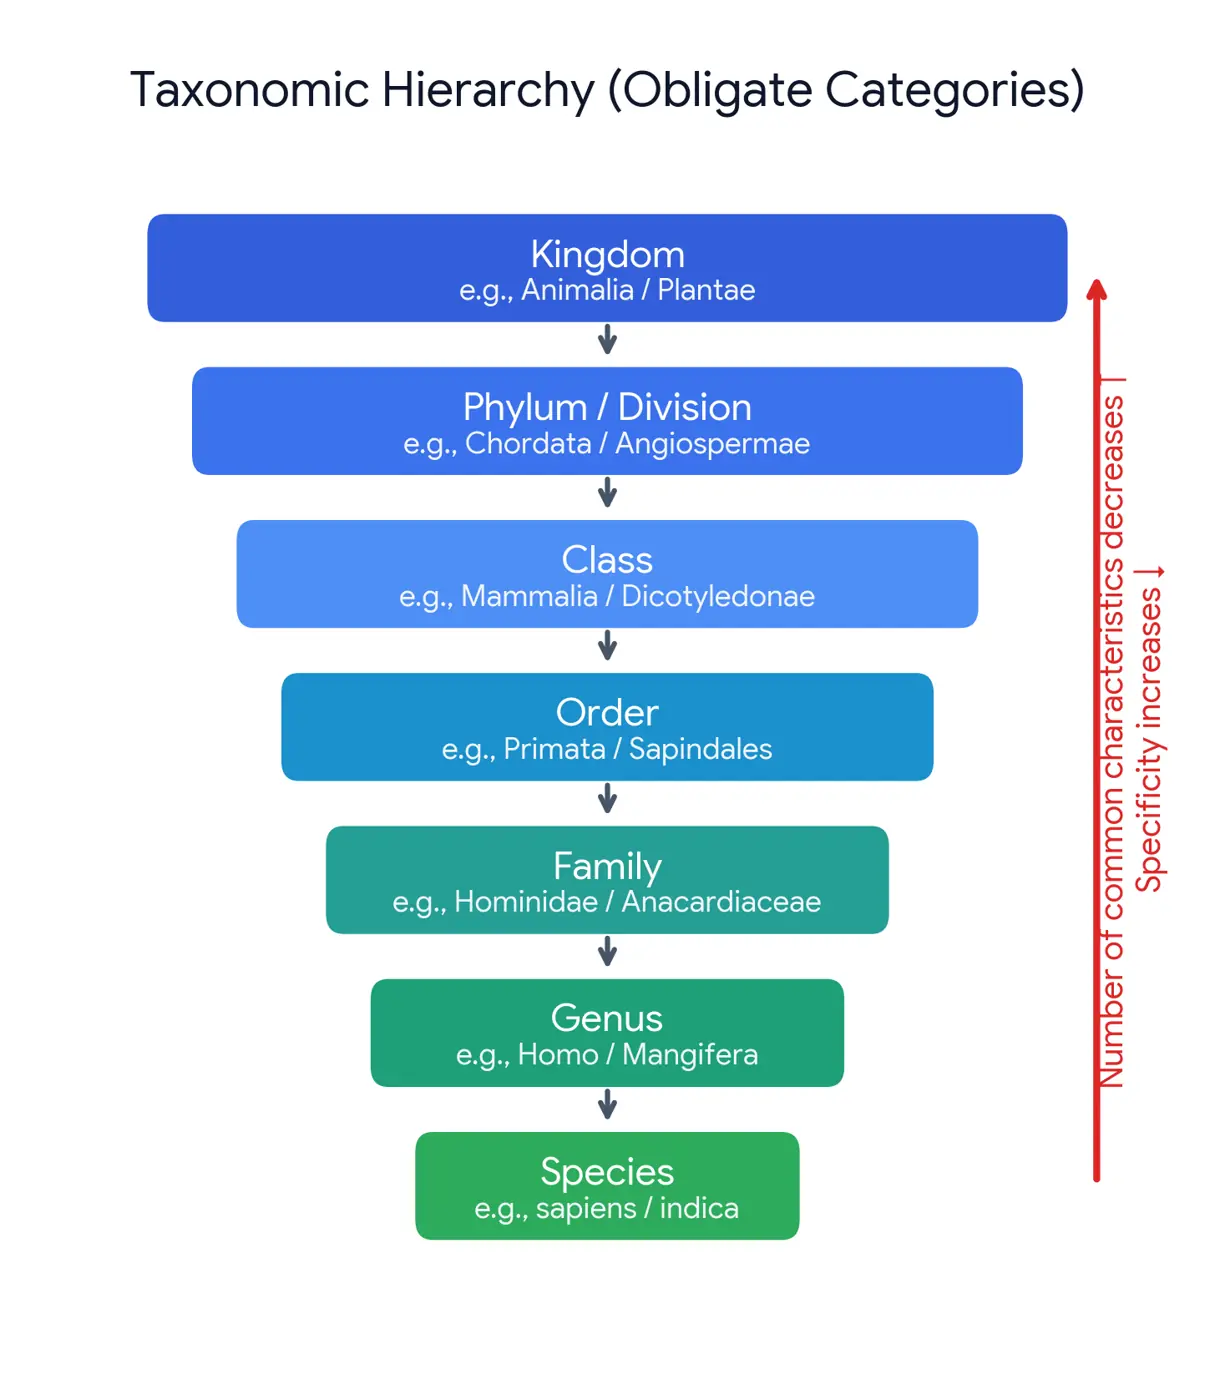 Taxonomic Hierarchy (Obligate Categories)
Kingdom
e.g., Animalia / Plantae
Phylum / Division
e.g., Chordata / Angiospermae
Class
e.g., Mammalia / Dicotyledonae
Order
e.g., Primata / Sapindales
Family
e.g., Hominidae / Anacardiaceae
Genus
e.g., Homo / Mangifera
Species
e.g., sapiens / indica
Number of common characteristics decreases ↑
Specificity increases ↓